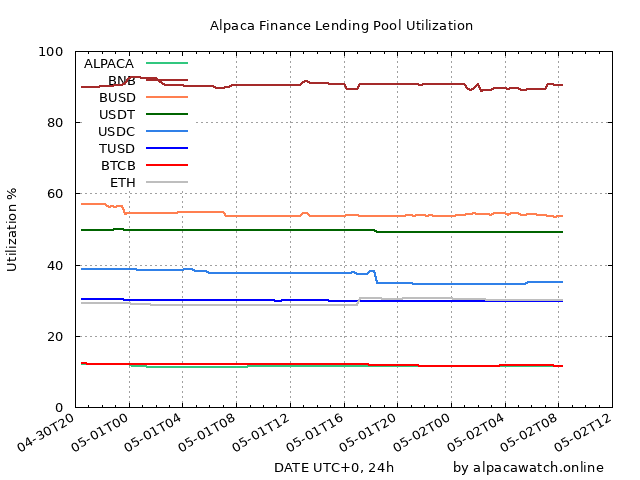 Alpaca Finance Lending Pool Utilization
100
80
60
40
20
0
Utilization %
ALPACA
BNB
BUSD
USDT
USDC
TUSD
BTCB
ETH
04-30T20
05-01T00
05-01T04
05-01T08
05-01T12
05-01T16
05-01T20
05-02T00
05-02T04
05-02T08
05-02T12
DATE UTC+0, 24h
by alpacawatch.online